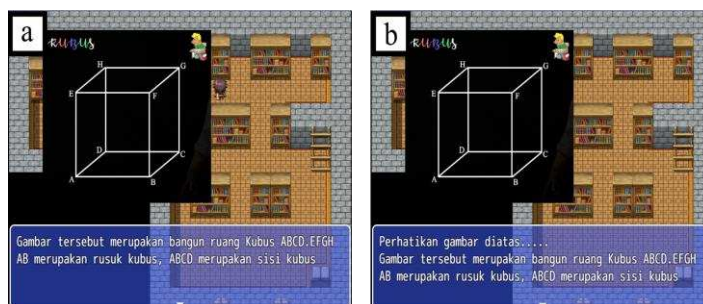 a
KUBUS
H
G
E
F
D
C
A
B
Gambar tersebut merupakan bangun ruang Kubus ABCD.EFGH
AB merupakan rusuk kubus, ABCD merupakan sisi kubus
b
KUBUS
H
G
E
F
D
C
A
B
Perhatikan gambar diatas.....
Gambar tersebut merupakan bangun ruang Kubus ABCD.EFGH
AB merupakan rusuk kubus, ABCD merupakan sisi kubus